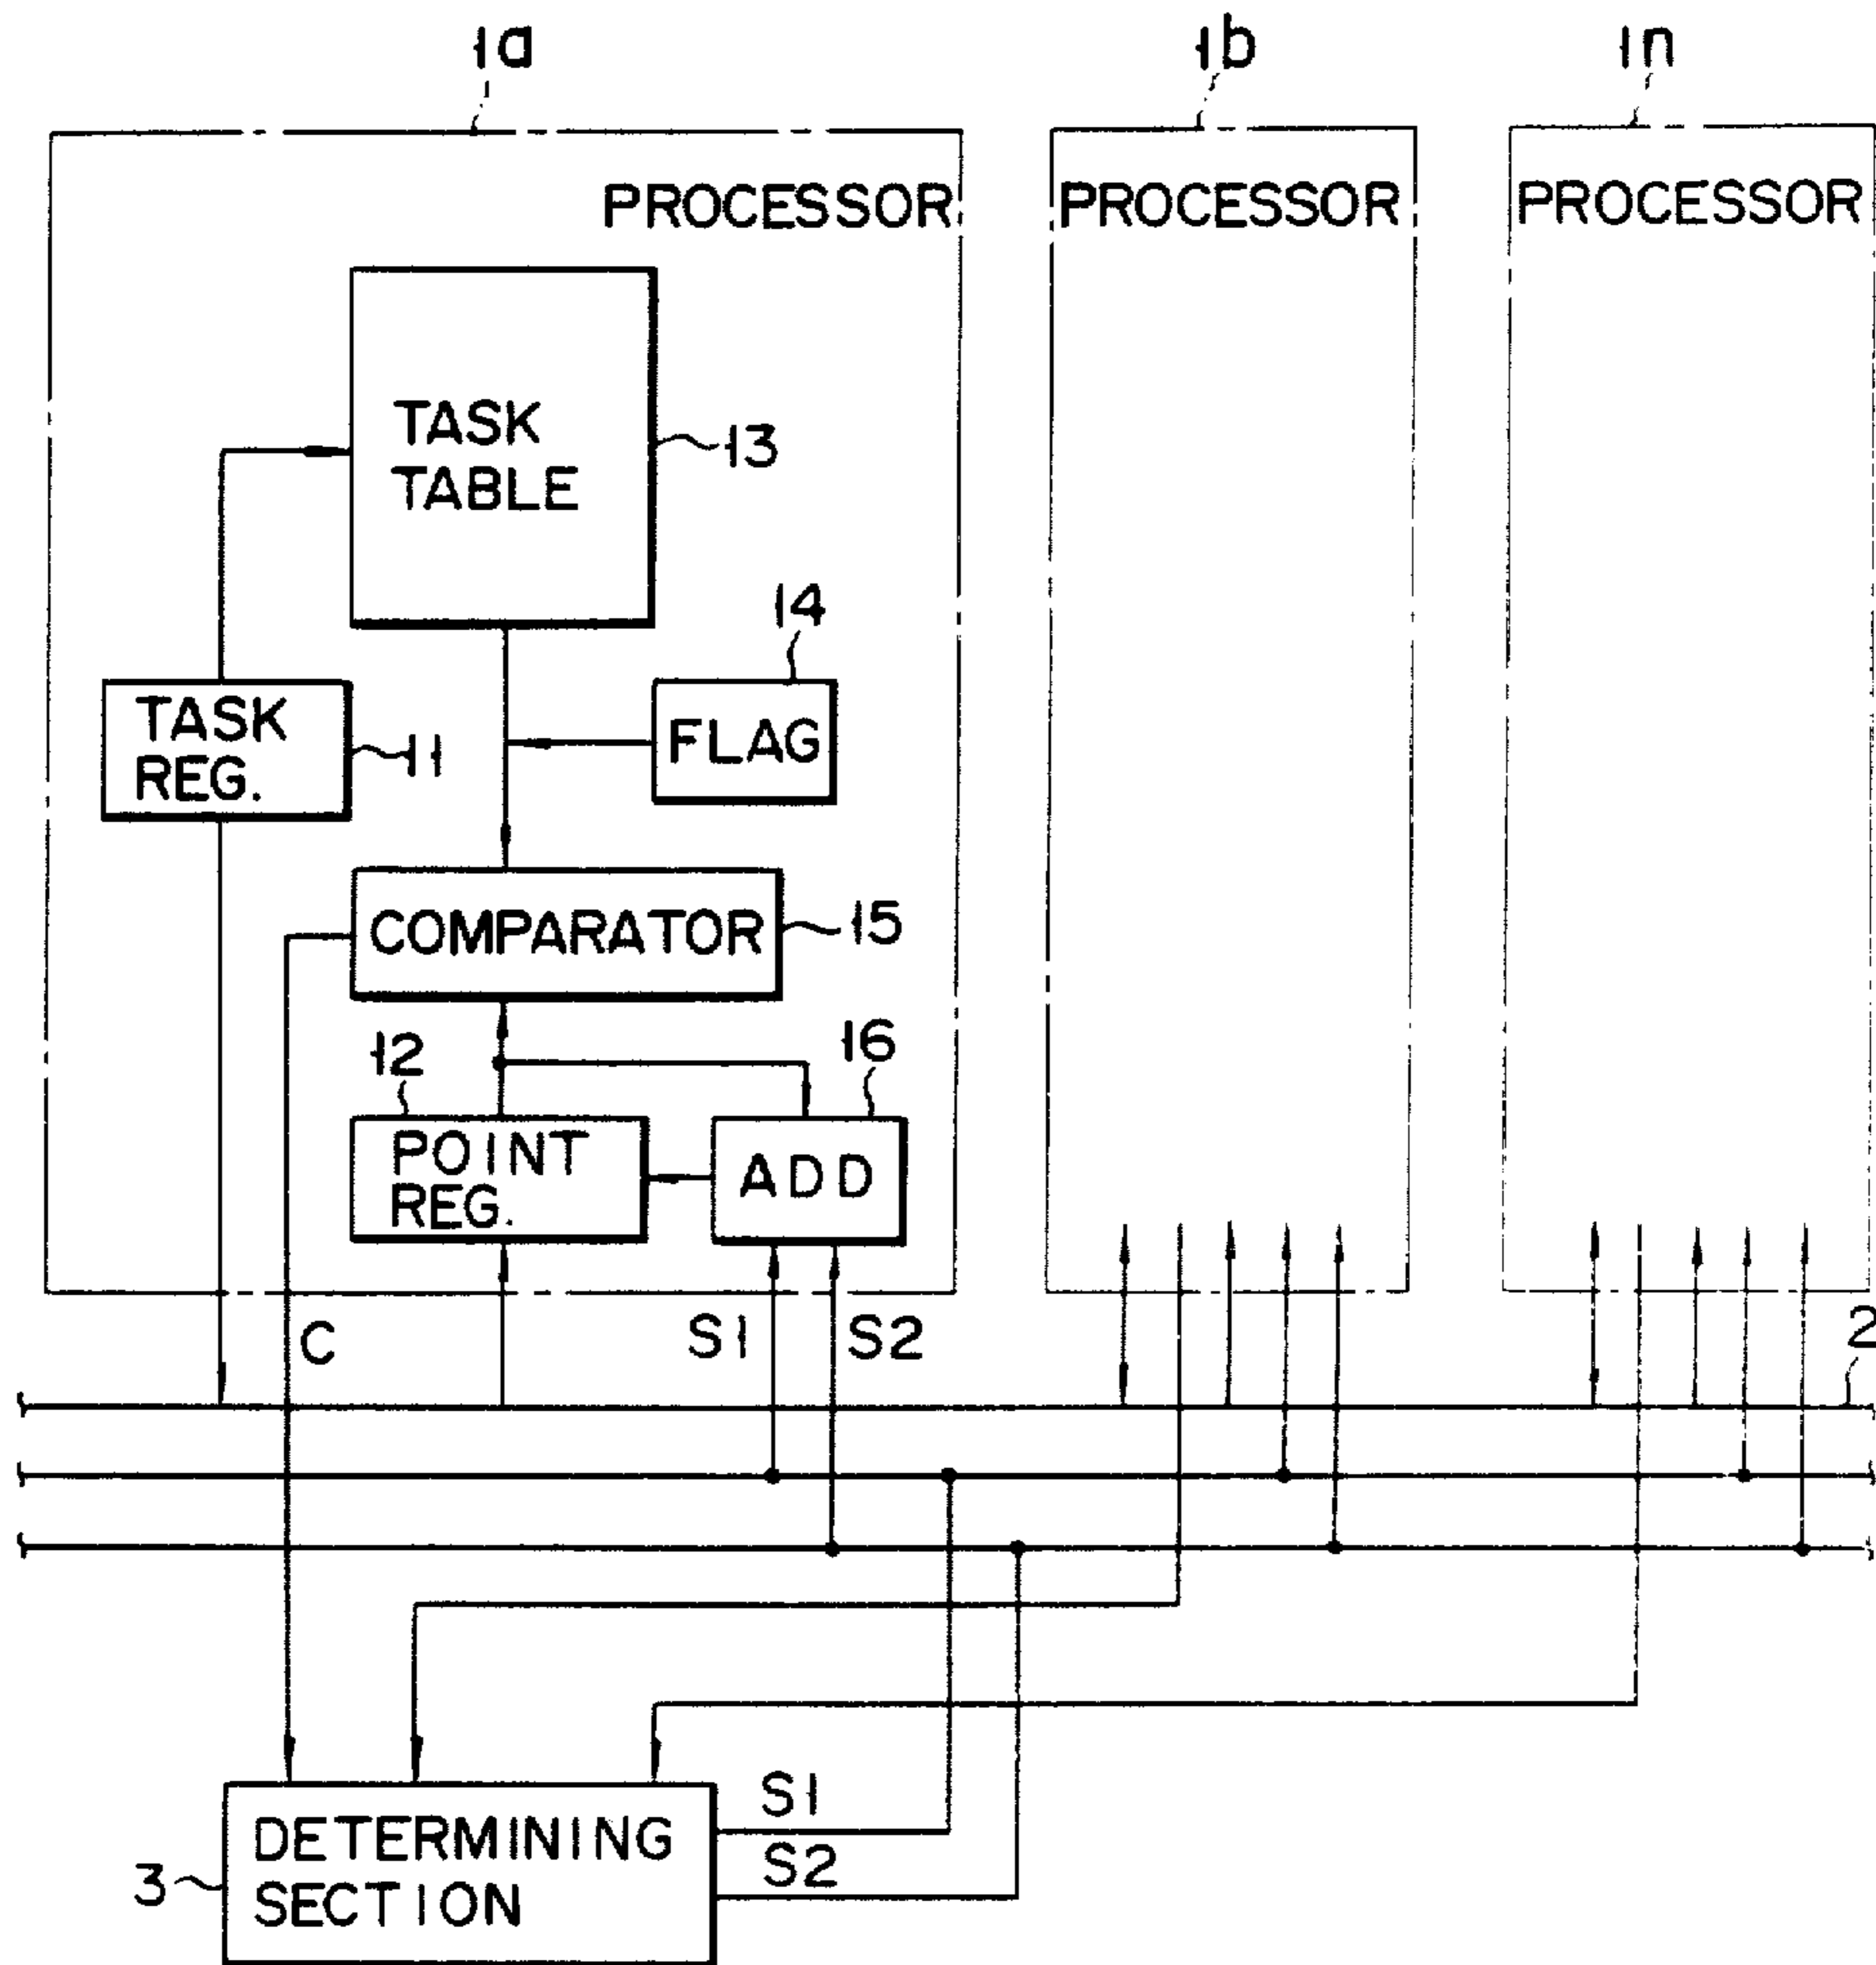 1a
1b
1n
PROCESSOR
PROCESSOR
PROCESSOR
TASK
TABLE
13
14
TASK
REG.
11
FLAG
COMPARATOR
15
12
16
POINT
REG.
ADD
C
S1
S2
2
S1
DETERMINING
SECTION
S2
3